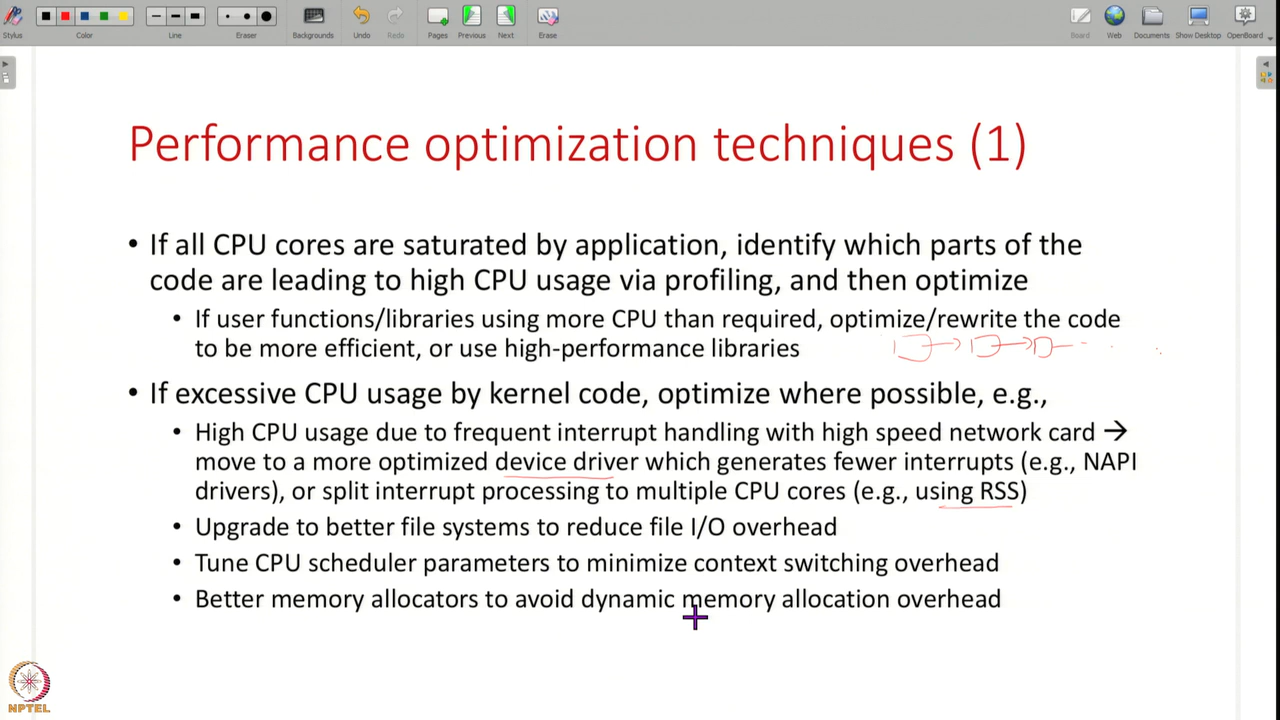 Stylus
Color
Line
Eraser
Backgrounds
Undo
Redo
Pages
Previous
Next
Erase
Board
Web
Documents
Show Desktop
OpenBoard
Performance optimization techniques (1)
• If all CPU cores are saturated by application, identify which parts of the
code are leading to high CPU usage via profiling, and then optimize
• If user functions/libraries using more CPU than required, optimize/rewrite the code
to be more efficient, or use high-performance libraries
• If excessive CPU usage by kernel code, optimize where possible, e.g.,
• High CPU usage due to frequent interrupt handling with high speed network card →
move to a more optimized device driver which generates fewer interrupts (e.g., NAPI
drivers), or split interrupt processing to multiple CPU cores (e.g., using RSS)
• Upgrade to better file systems to reduce file I/O overhead
• Tune CPU scheduler parameters to minimize context switching overhead
• Better memory allocators to avoid dynamic memory allocation overhead
NPTEL